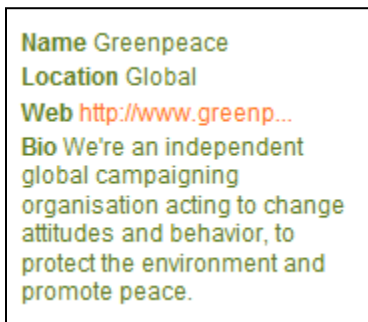 Name Greenpeace
Location Global
Web http://www.greenp...
Bio We're an independent
global campaigning
organisation acting to change
attitudes and behavior, to
protect the environment and
promote peace.